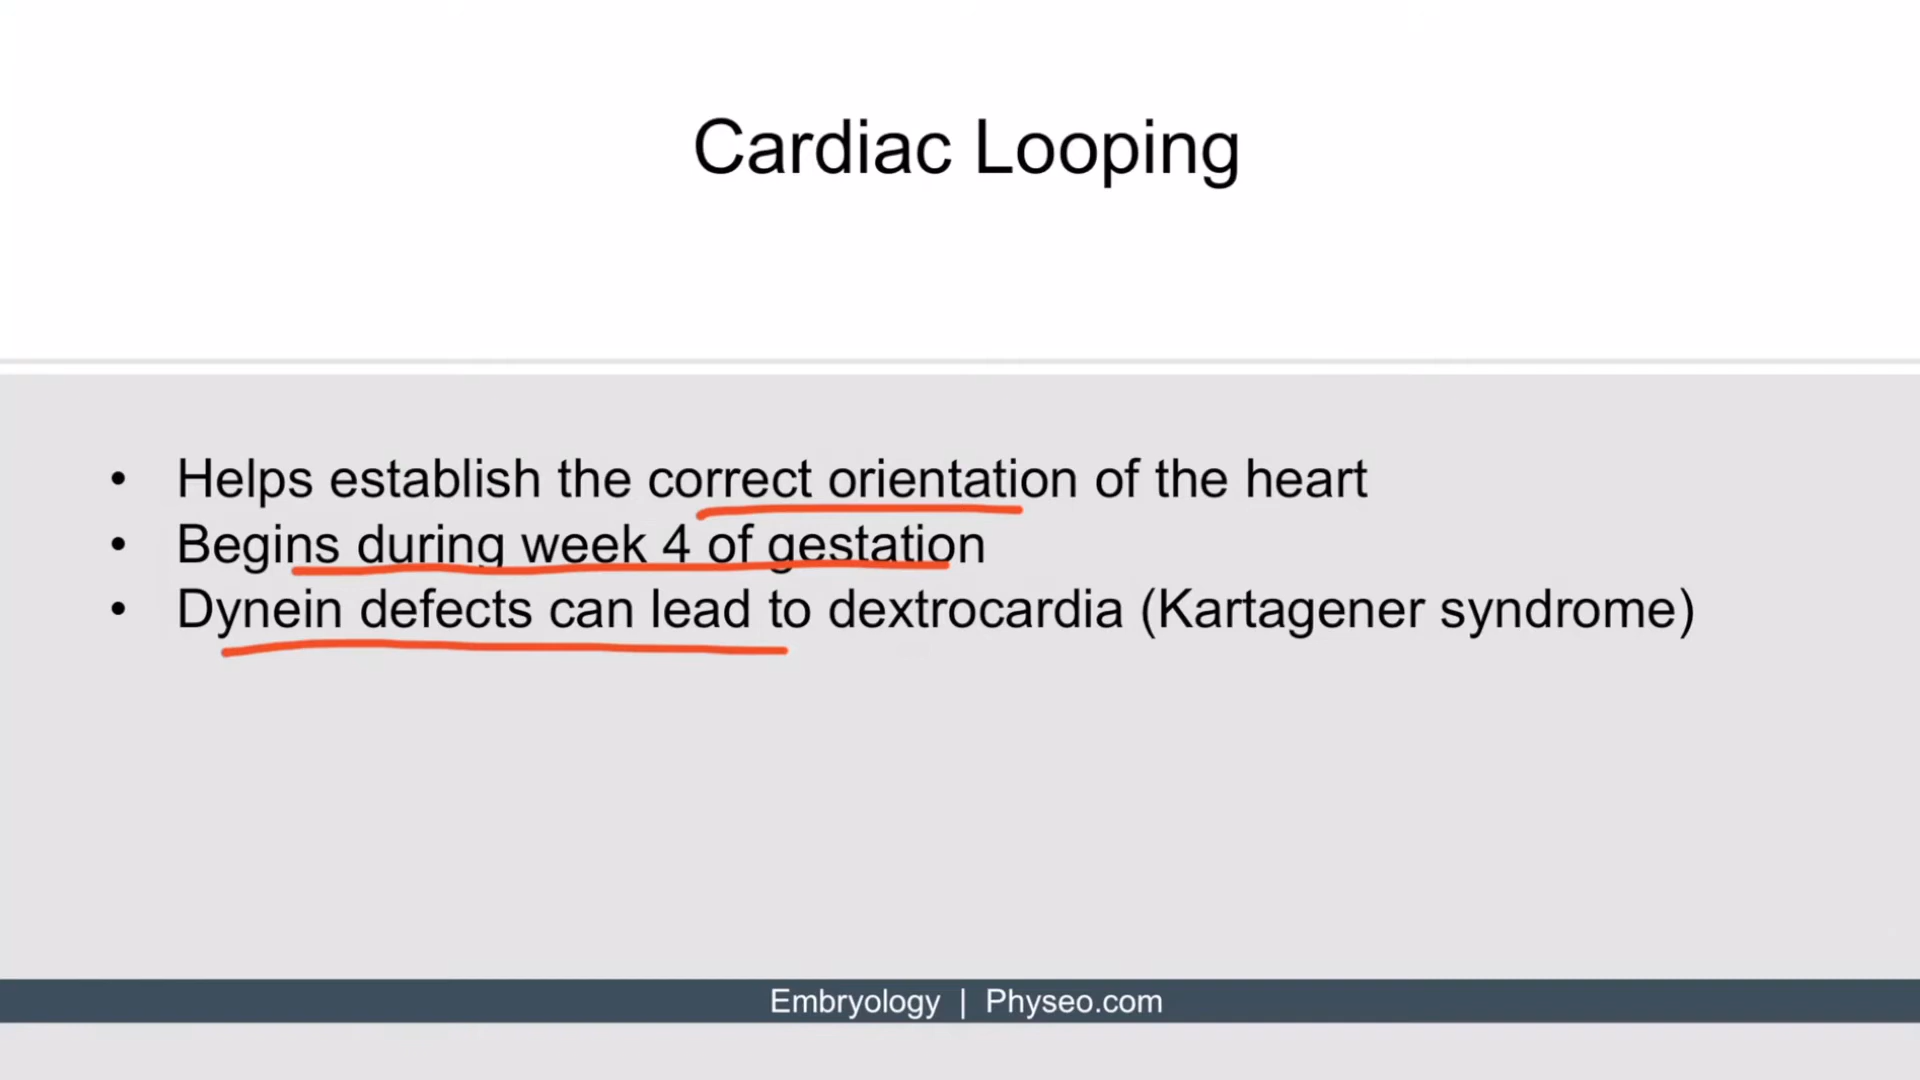 Cardiac Looping
• Helps establish the correct orientation of the heart
• Begins during week 4 of gestation
• Dynein defects can lead to dextrocardia (Kartagener syndrome)
Embryology | Physeo.com